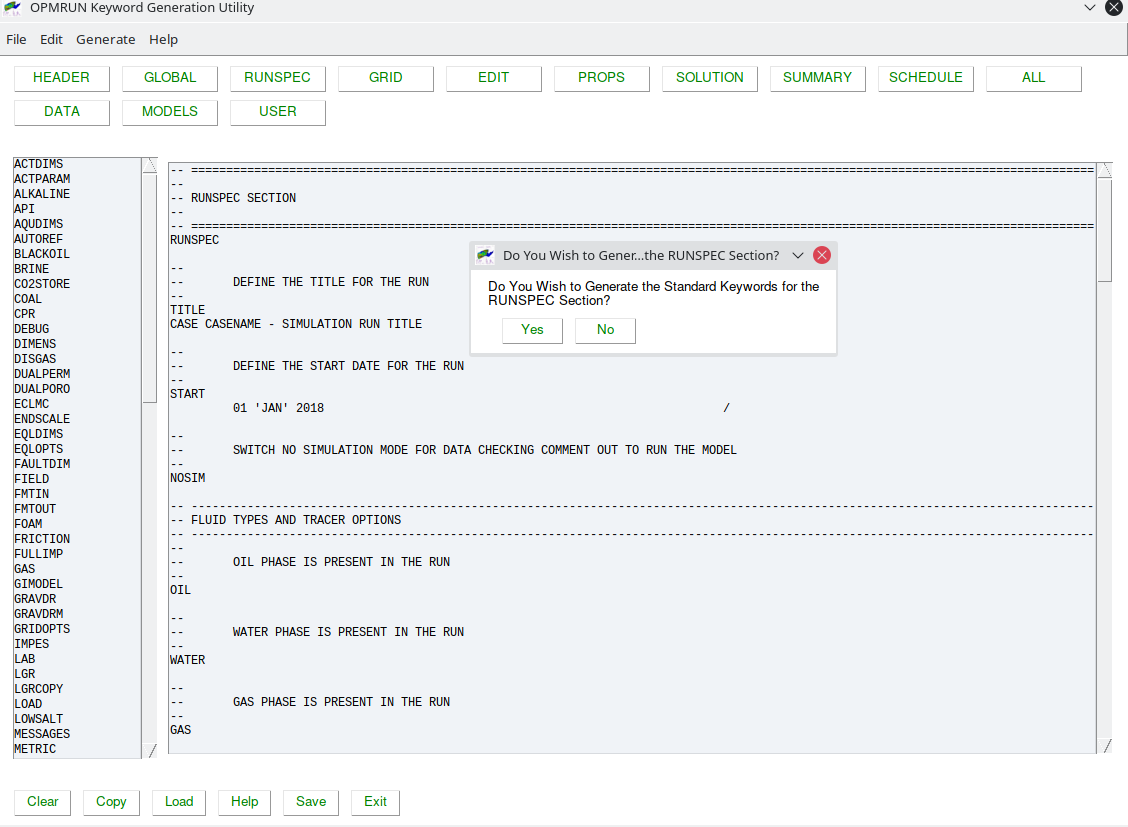 OPMRUN Keyword Generation Utility
File Edit Generate Help
HEADER GLOBAL RUNSPEC GRID EDIT PROPS SOLUTION SUMMARY SCHEDULE ALL
DATA MODELS USER
ACTDIMS
ACTPARAM
ALKALINE
API
AQUDIMS
AUTOREF
BLACKOIL
BRINE
CO2STORE
COAL
CPR
DEBUG
DIMENS
DISGAS
DUALPERM
DUALPORO
ECLMC
ENDSCALE
EQLDIMS
EQLOPTS
FAULTDIM
FIELD
FMTIN
FMTOUT
FOAM
FRICTION
FULLIMP
GAS
GIMODEL
GRAVDR
GRAVDRM
GRIDOPTS
IMPES
LAB
LGR
LGRCOPY
LOAD
LOWSALT
MESSAGES
METRIC
-- =================================================================================================================================
--
-- RUNSPEC SECTION
--
-- =================================================================================================================================
RUNSPEC
--
-- DEFINE THE TITLE FOR THE RUN
--
TITLE
CASE CASENAME - SIMULATION RUN TITLE
--
-- DEFINE THE START DATE FOR THE RUN
--
START
01 'JAN' 2018 /
--
-- SWITCH NO SIMULATION MODE FOR DATA CHECKING COMMENT OUT TO RUN THE MODEL
--
NOSIM
-- ---------------------------------------------------------------------------------------------------------------------------------
-- FLUID TYPES AND TRACER OPTIONS
-- ---------------------------------------------------------------------------------------------------------------------------------
--
-- OIL PHASE IS PRESENT IN THE RUN
--
OIL
--
-- WATER PHASE IS PRESENT IN THE RUN
--
WATER
--
-- GAS PHASE IS PRESENT IN THE RUN
--
GAS
Do You Wish to Gener...the RUNSPEC Section?
Do You Wish to Generate the Standard Keywords for the
RUNSPEC Section?
Yes No
Clear Copy Load Help Save Exit